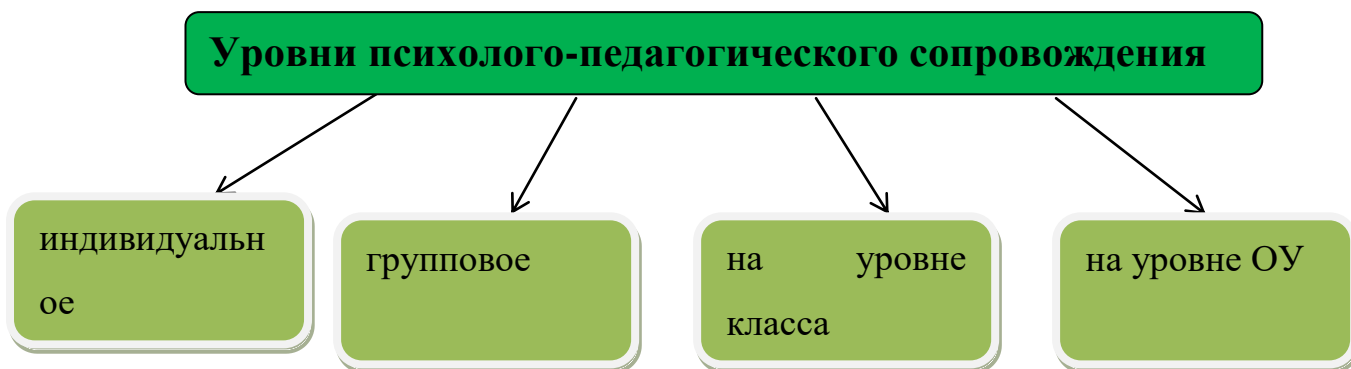 Уровни психолого-педагогического сопровождения
индивидуальн
ое
групповое
на уровне
класса
на уровне ОУ